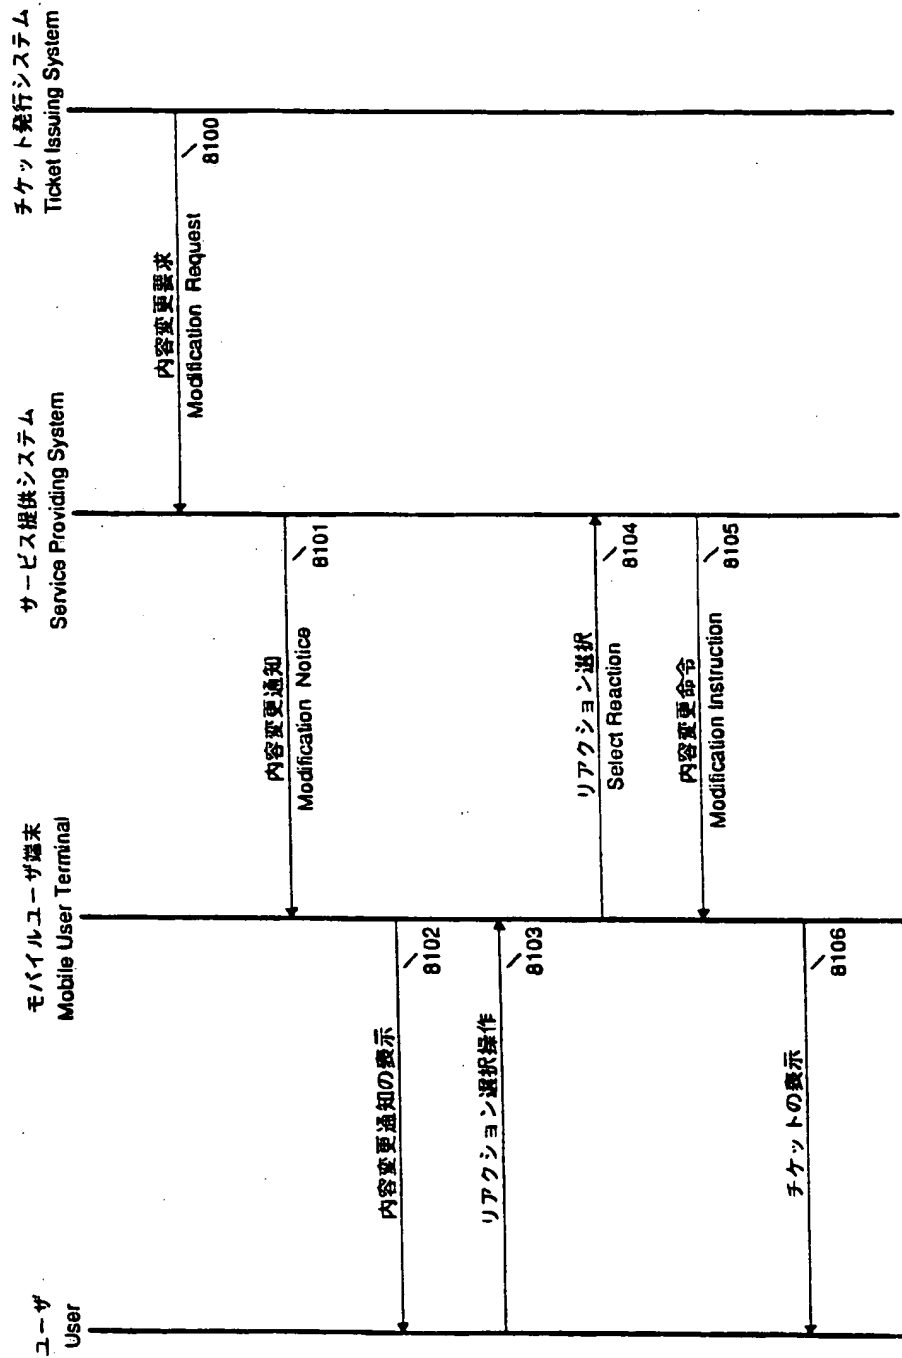 ユーザ
User
モバイルユーザ端末
Mobile User Terminal
サービス提供システム
Service Providing System
チケット発行システム
Ticket Issuing System
内容変更要求
Modification Request
8100
内容変更通知
Modification Notice
8101
内容変更通知の表示
8102
リアクション選択操作
8103
リアクション選択
Select Reaction
8104
内容変更命令
Modification Instruction
8105
チケットの表示
8106